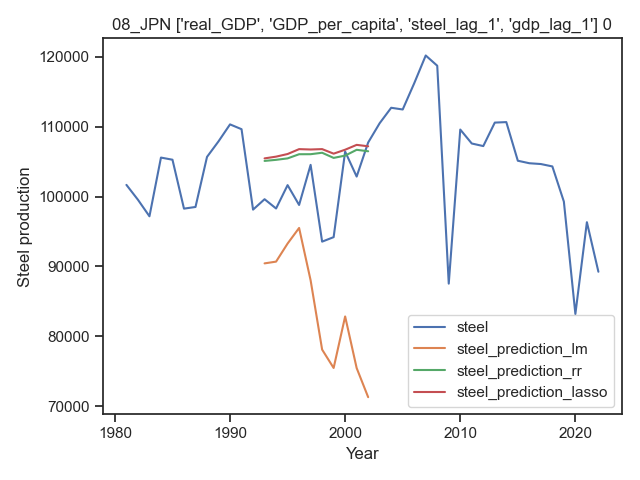 08_JPN ['real_GDP', 'GDP_per_capita', 'steel_lag_1', 'gdp_lag_1'] 0
120000
110000
100000
90000
80000
70000
Steel production
1980
1990
2000
2010
2020
Year
steel
steel_prediction_lm
steel_prediction_rr
steel_prediction_lasso